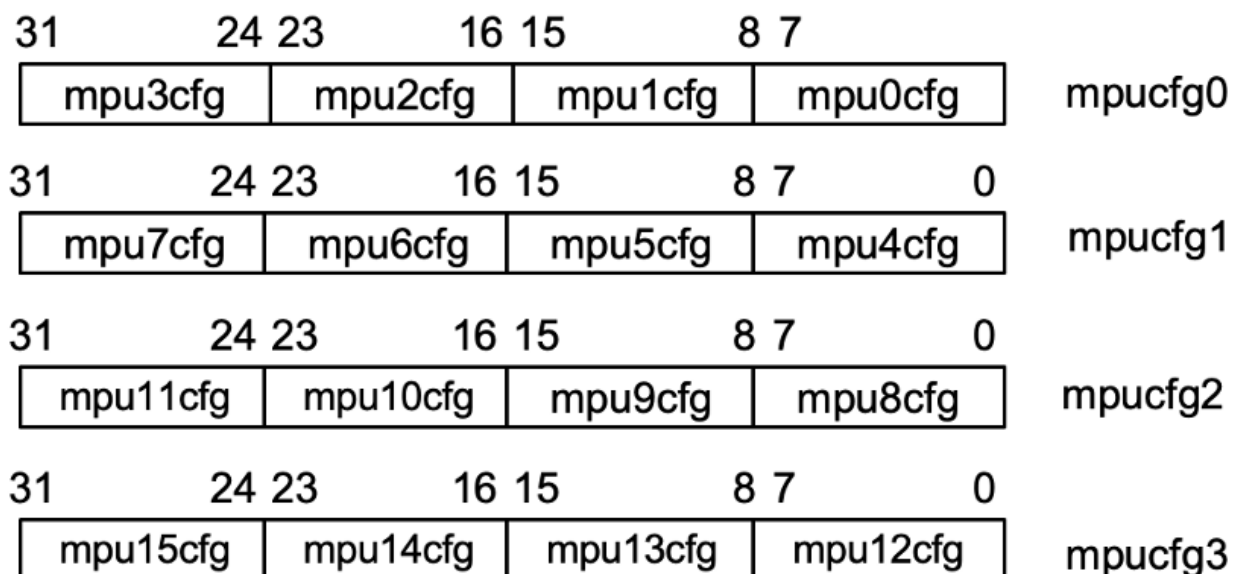 31 24 23 16 15 8 7
mpu3cfg mpu2cfg mpu1cfg mpu0cfg mpucfg0
31 24 23 16 15 8 7 0
mpu7cfg mpu6cfg mpu5cfg mpu4cfg mpucfg1
31 24 23 16 15 8 7 0
mpu11cfg mpu10cfg mpu9cfg mpu8cfg mpucfg2
31 24 23 16 15 8 7 0
mpu15cfg mpu14cfg mpu13cfg mpu12cfg mpucfg3